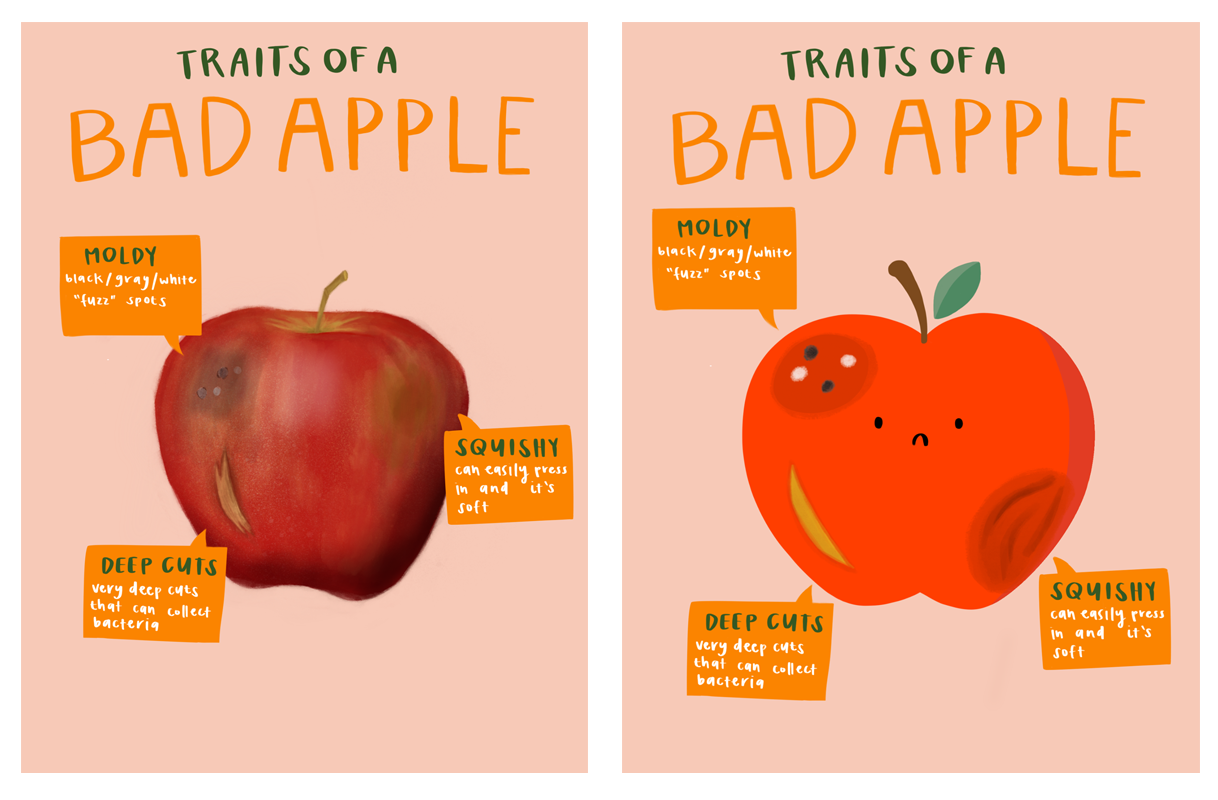 TRAITS OF A
BAD APPLE
MOLDY
black/gray/white
"fuzz" spots
SQUISHY
can easily press
in and it's
soft
DEEP CUTS
very deep cuts
that can collect
bacteria
TRAITS OF A
BAD APPLE
MOLDY
black/gray/white
"fuzz" spots
SQUISHY
can easily press
in and it's
soft
DEEP CUTS
very deep cuts
that can collect
bacteria